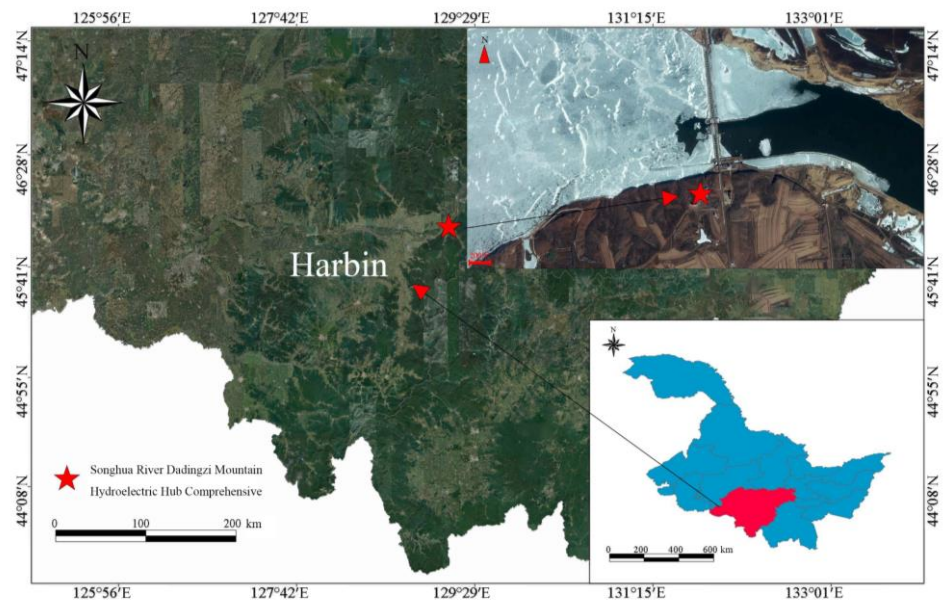 125°56′E 127°42′E 129°29′E 131°15′E 133°01′E
47°14′N
46°28′N
45°41′N
44°55′N
44°08′N
N
N
Harbin
47°14′N
46°28′N
45°41′N
44°55′N
44°08′N
Songhua River Dadingzi Mountain
Hydroelectric Hub Comprehensive
0 100 200 km
N
0 200 400 600 km
125°56′E 127°42′E 129°29′E 131°15′E 133°01′E